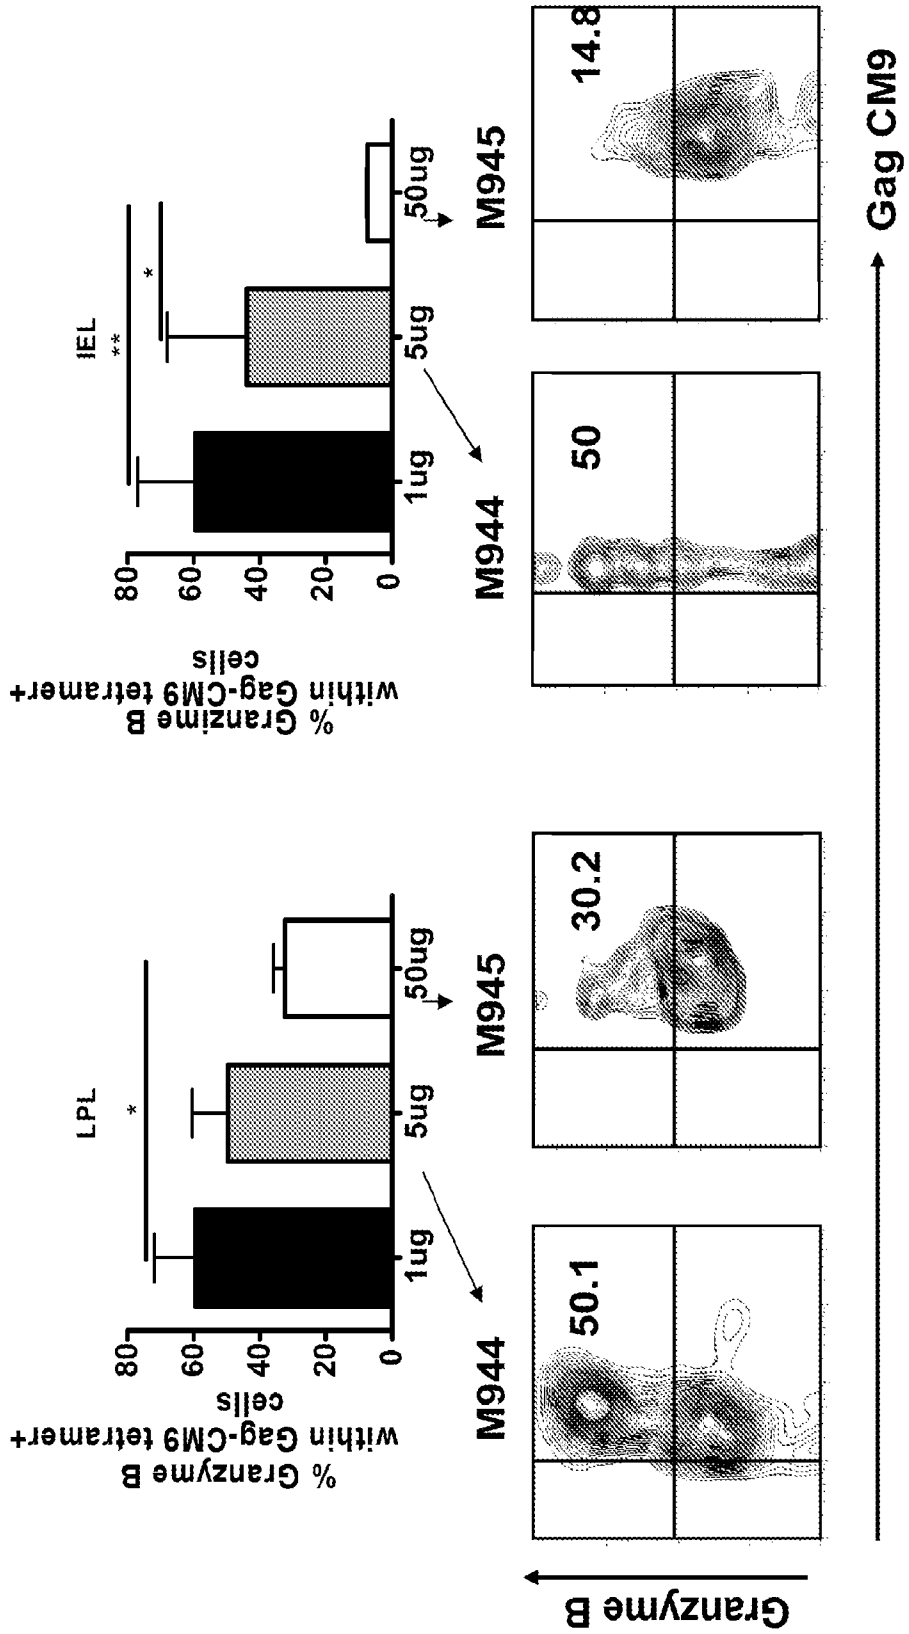 LPL
*
% Granzyme B
within Gag-CM9 tetramer+
cells
80
60
40
20
0
1ug
5ug
50ug
M944
M945
50.1
30.2
IEL
**
*
% Granzime B
within Gag-CM9 tetramer+
cells
80
60
40
20
0
1ug
5ug
50ug
M944
M945
50
14.8
Granzyme B
Gag CM9